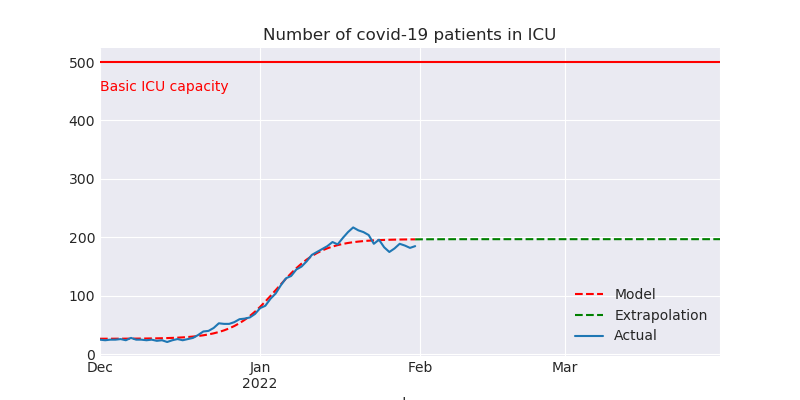 Number of covid-19 patients in ICU
500
Basic ICU capacity
400
300
200
100
0
Model
Extrapolation
Actual
Dec
Jan
Feb
Mar
2022